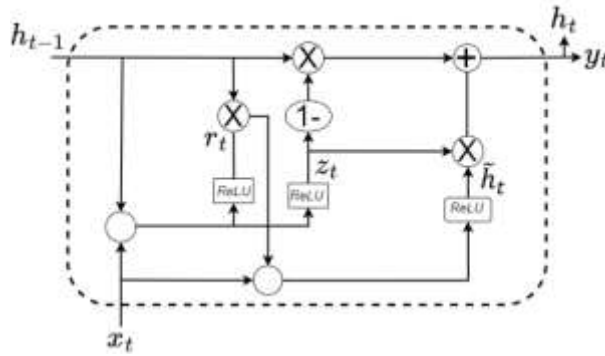 h_t
h_{t-1}
y_t
X
+
1-
X
r_t
z_t
X
h̃_t
ReLU
ReLU
ReLU
x_t